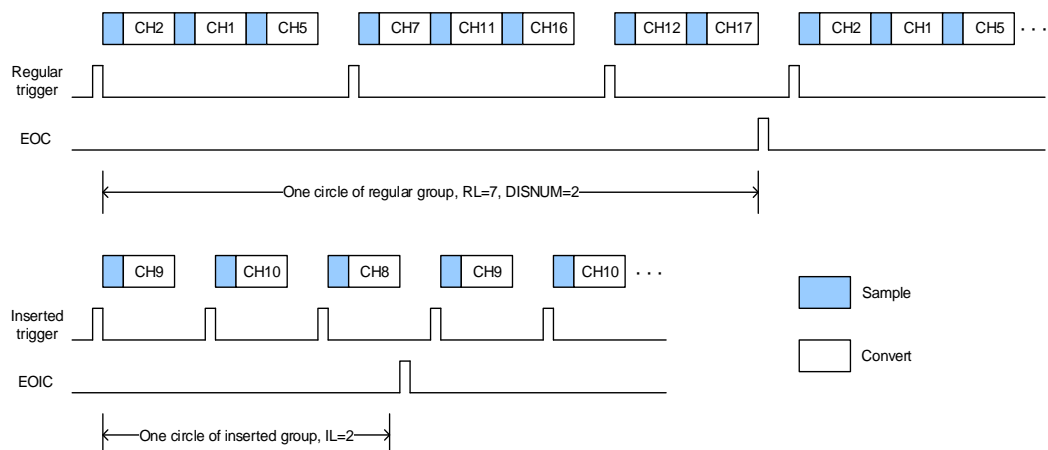 CH2 CH1 CH5 CH7 CH11 CH16 CH12 CH17 CH2 CH1 CH5 ...
Regular
trigger
EOC
One circle of regular group, RL=7, DISNUM=2
CH9 CH10 CH8 CH9 CH10 ...
Sample
Inserted
trigger
Convert
EOIC
One circle of inserted group, IL=2